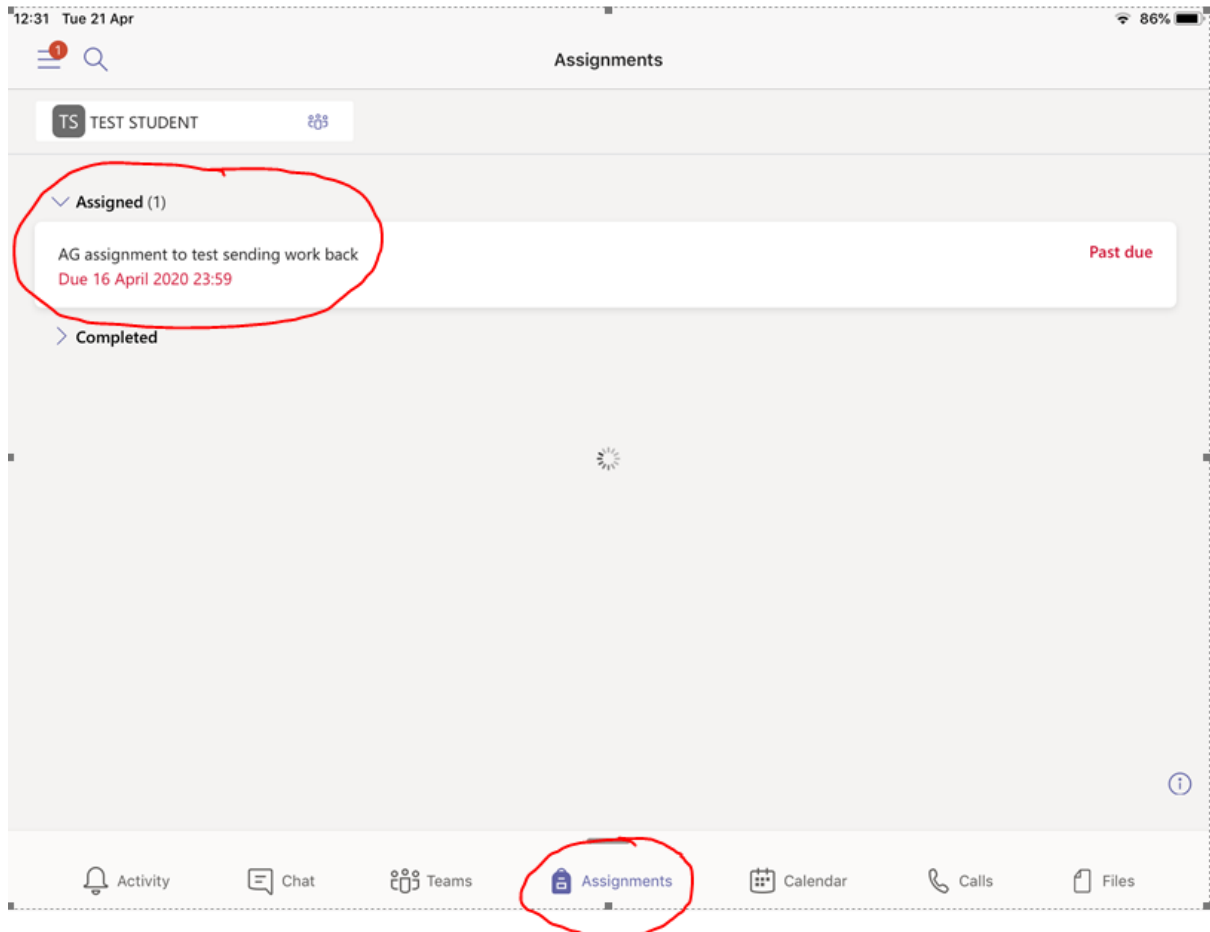 12:31 Tue 21 Apr 86%
1
Assignments
TS TEST STUDENT
Assigned (1)
AG assignment to test sending work back Past due
Due 16 April 2020 23:59
Completed
Activity Chat Teams Assignments Calendar Calls Files